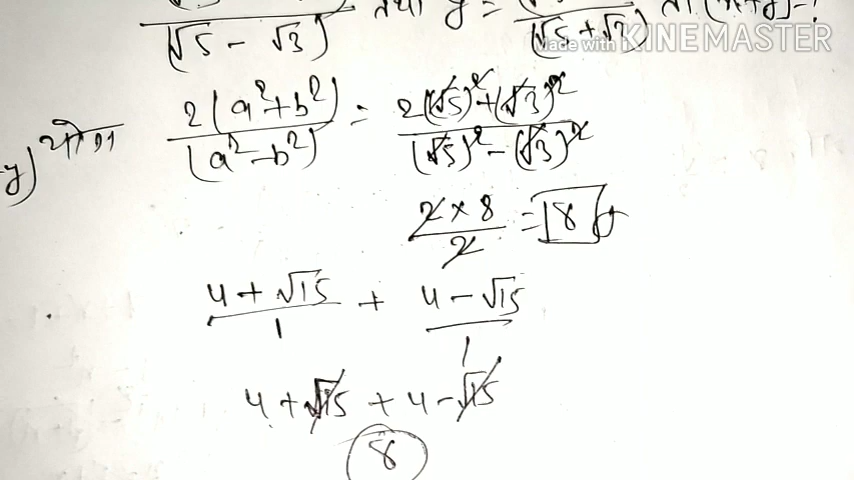 (√5 - √3) तथा y = (√5 + √3) तो (x+y) = ?
Made with KINEMASTER
y) योग 2(a²+b²) / (a²-b²) = 2(√5)²+(√3)² / (√5)²-(√3)²
2×8 / 2 = 8
4+√15 / 1 + 4-√15 / 1
4+√15 + 4-√15
8